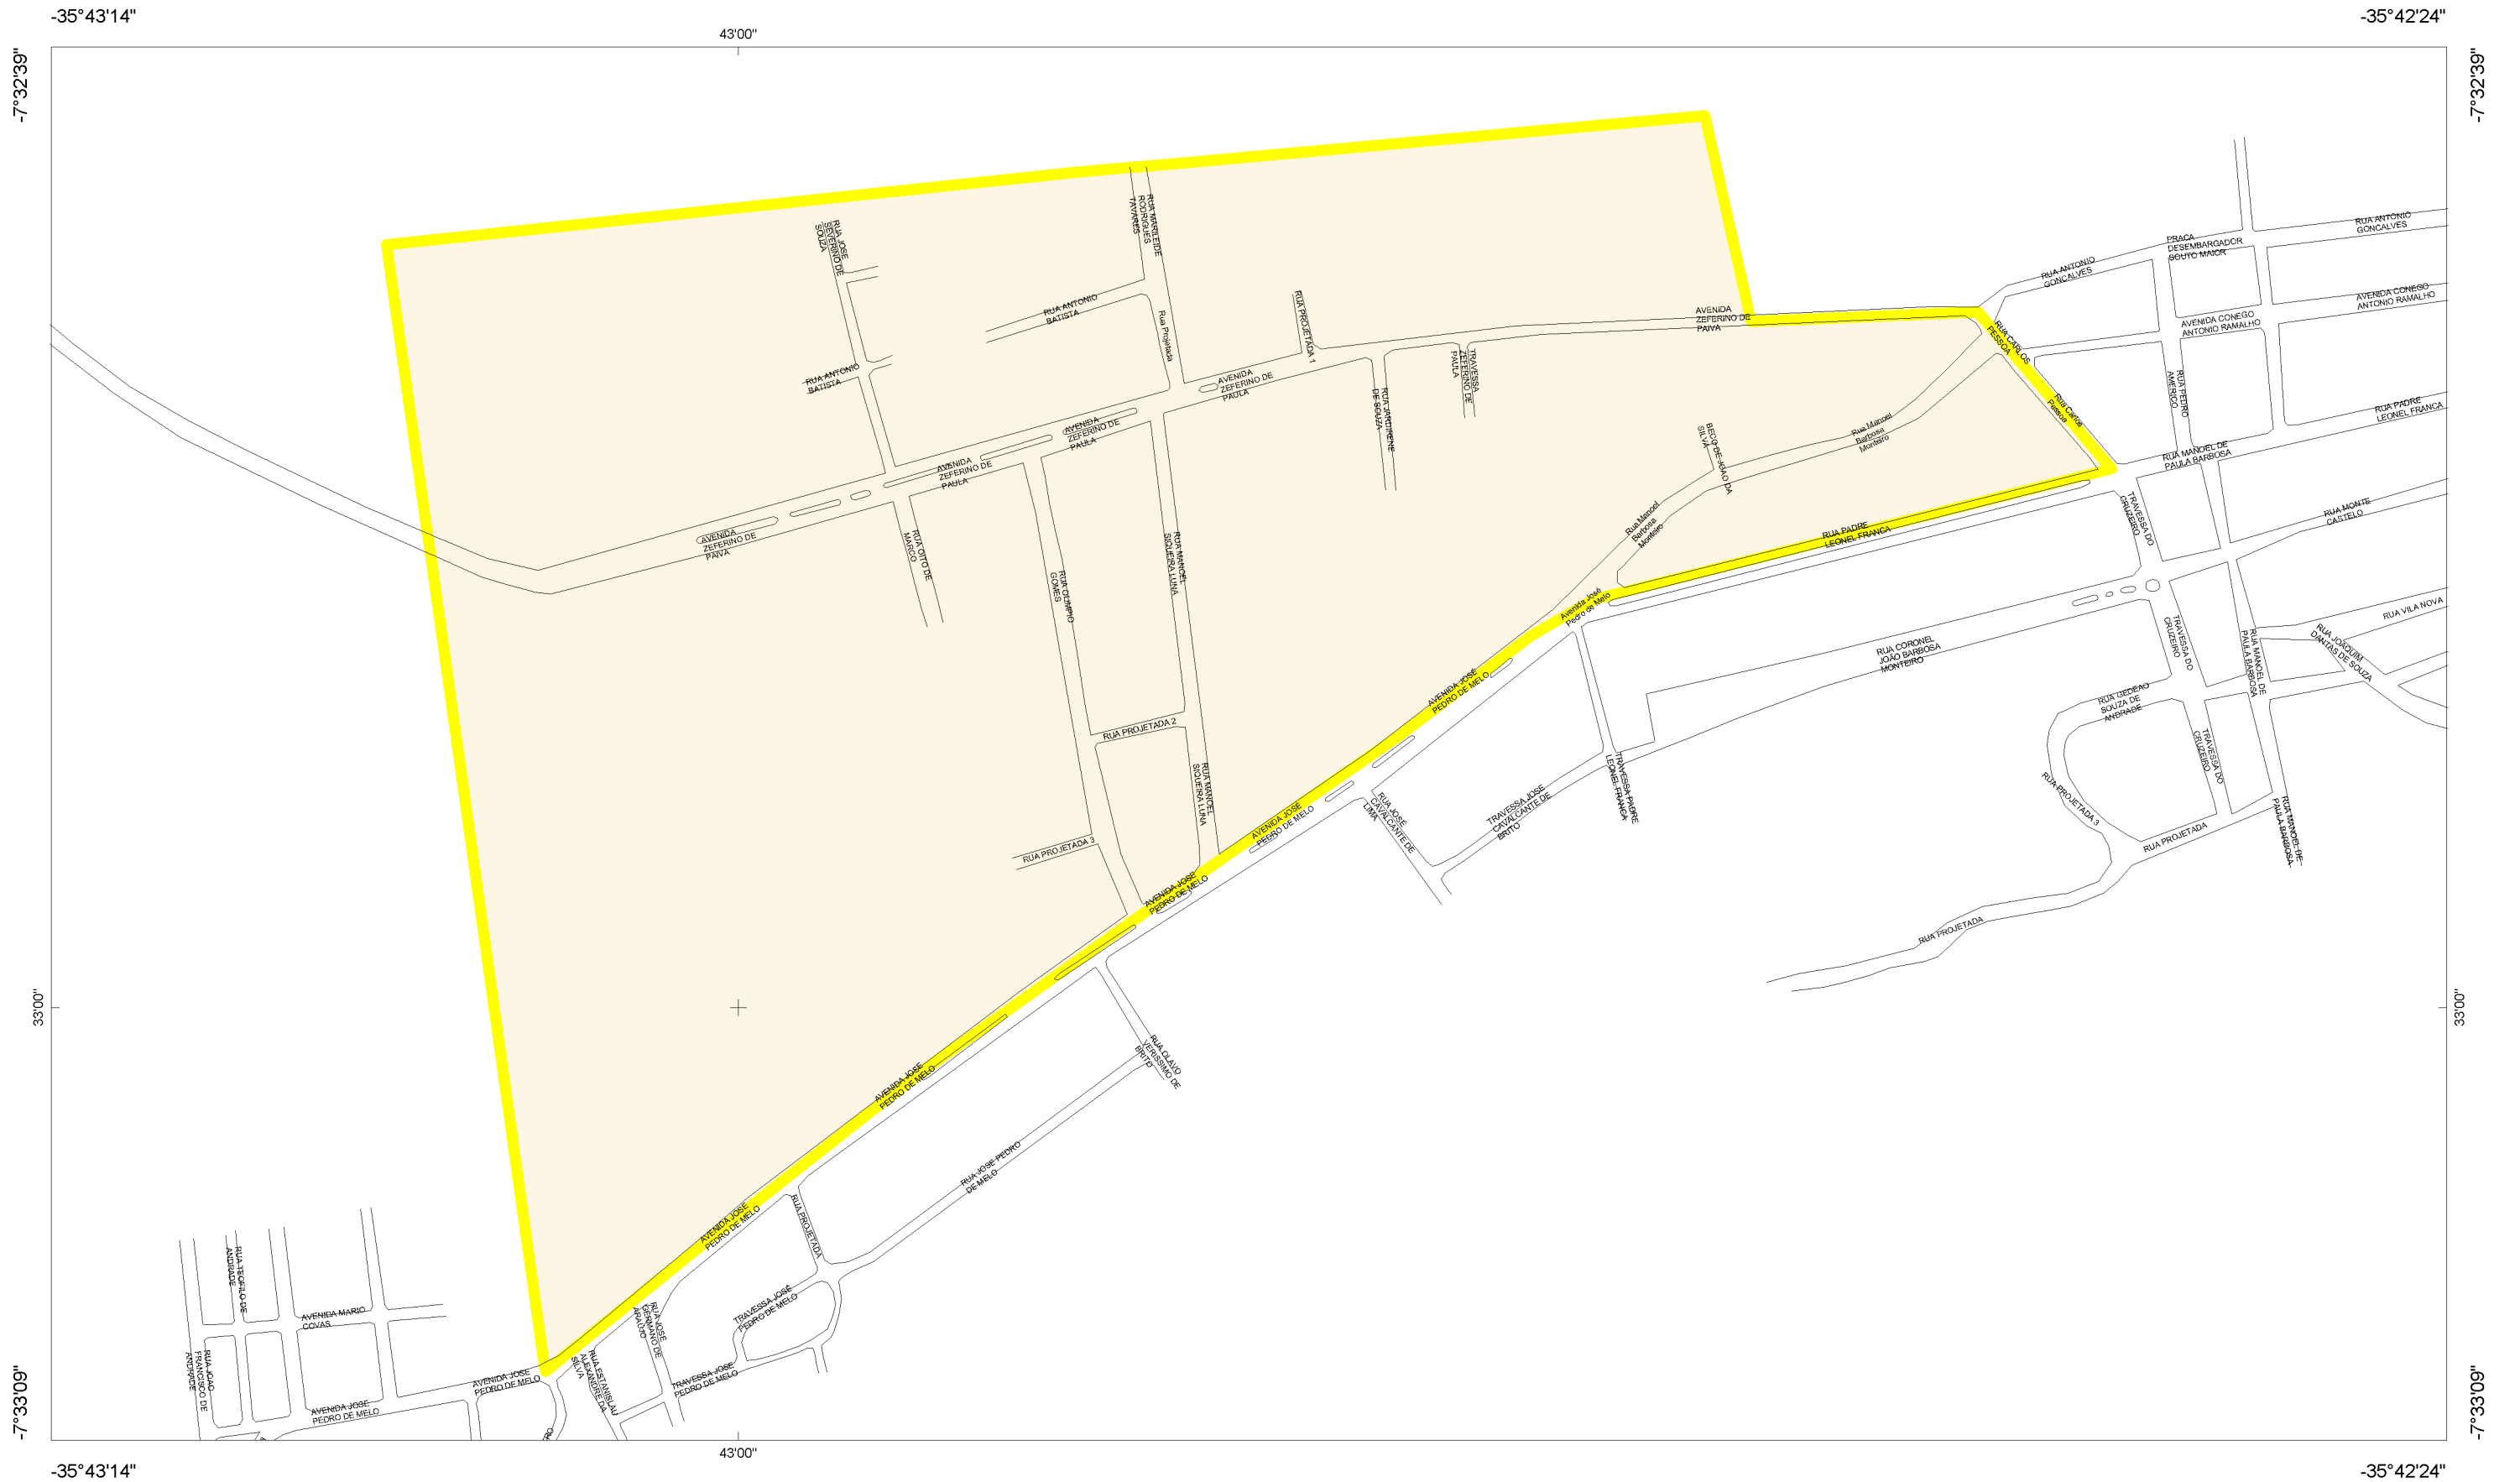 -35°43'14"
-35°42'24"
43'00"
-7°32'39"
-7°32'39"
RUA ANTONIO
GONCALVES
PRACA
DESEMBARGADOR
SOUTO MAIOR
RUA ANTONIO
GONCALVES
RUA JOSE
SEVERINO DE
SOUZA
RUA MARILEIDE
RODRIGUES
TAVARES
RUA ANTONIO
BATISTA
Rua Projetada
RUA PROJETADA 1
AVENIDA
ZEFERINO DE
PAIVA
RUA CARLOS
PESSOA
AVENIDA CONEGO
ANTONIO RAMALHO
AVENIDA CONEGO
ANTONIO RAMALHO
RUA ANTONIO
BATISTA
AVENIDA
ZEFERINO DE
PAULA
RUA JARDIRENE
DE SOUZA
TRAVESSA
ZEFERINO DE
PAULA
RUA PEDRO
AMERICO
Rua Carlos
Pessoa
RUA PADRE
LEONEL FRANCA
AVENIDA
ZEFERINO DE
PAULA
AVENIDA
ZEFERINO DE
PAULA
BECO DE JOAO DA
SILVA
Rua Manoel
Barbosa
Monteiro
RUA MANOEL DE
PAULA BARBOSA
AVENIDA
ZEFERINO DE
PAIVA
RUA OITO DE
MARCO
RUA OLIMPIO
GOMES
RUA MANOEL
SIQUEIRA LUNA
Rua Manoel
Barbosa
Monteiro
RUA PADRE
LEONEL FRANCA
TRAVESSA DO
CRUZEIRO
RUA MONTE
CASTELO
Avenida José
Pedro de Melo
RUA CORONEL
JOÃO BARBOSA
MONTEIRO
TRAVESSA DO
CRUZEIRO
RUA MANOEL DE
PAULA BARBOSA
RUA JOAQUIM
DANTAS DE SOUZA
RUA VILA NOVA
AVENIDA JOSE
PEDRO DE MELO
RUA GEDEAO
SOUZA DE
ANDRADE
RUA PROJETADA 2
RUA MANOEL
SIQUEIRA LUNA
TRAVESSA DO
CRUZEIRO
AVENIDA JOSE
PEDRO DE MELO
RUA JOSE
CAVALCANTE DE
LIMA
TRAVESSA JOSE
CAVALCANTE DE
BRITO
TRAVESSA PADRE
LEONEL FRANCA
RUA PROJETADA 3
RUA PROJETADA
RUA MANOEL DE
PAULA BARBOSA
RUA PROJETADA 3
AVENIDA JOSE
PEDRO DE MELO
RUA PROJETADA
33'00"
33'00"
AVENIDA JOSE
PEDRO DE MELO
RUA OLAVO
VERISSIMO DE
BRITO
RUA JOSE PEDRO
DE MELO
AVENIDA JOSE
PEDRO DE MELO
RUA PROJETADA
RUA TEOFILO DE
ANDRADE
AVENIDA MARIO
COVAS
RUA JOSE
GERMANO DE
ARAUJO
TRAVESSA JOSE
PEDRO DE MELO
RUA JOAO
FRANCISCO DE
ANDRADE
AVENIDA JOSE
PEDRO DE MELO
RUA ESTANISLAU
ALEXANDRE DA
SILVA
TRAVESSA JOSE
PEDRO DE MELO
AVENIDA JOSE
PEDRO DE MELO
-7°33'09"
-7°33'09"
43'00"
-35°43'14"
-35°42'24"